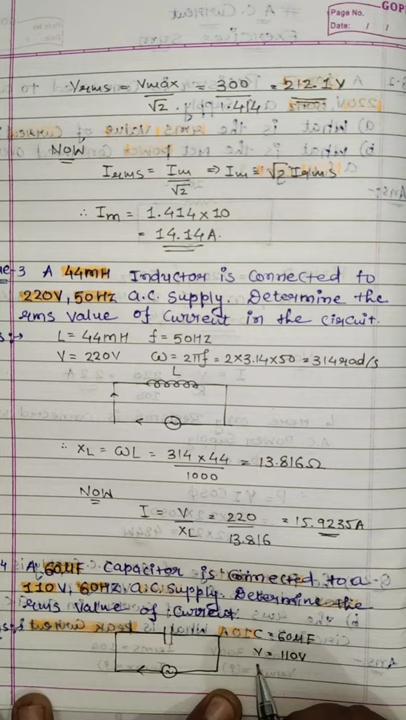 GOP
Page No.
Date: / /
Vrms = Vmax/√2 = 300/1.414 = 212.1V
NOW
Irms = Im/√2 ⇒ Im = √2 Irms
∴ Im = 1.414 × 10
= 14.14A.
ue-3 A 44mH Inductor is connected to
220V, 50Hz a.c. supply. Determine the
rms value of current in the circuit.
s:→ L = 44mH f = 50Hz
V = 220V ω = 2πf = 2×3.14×50 = 314rad/s
L
∴ XL = ωL = 314 × 44/1000 = 13.816Ω
NOW
I = V/XL = 220/13.816 = 15.9235A
4 A 60μF capacitor is connected to a
110V, 60Hz a.c. supply. Determine the
rms value of current.
C = 60μF
V = 110V